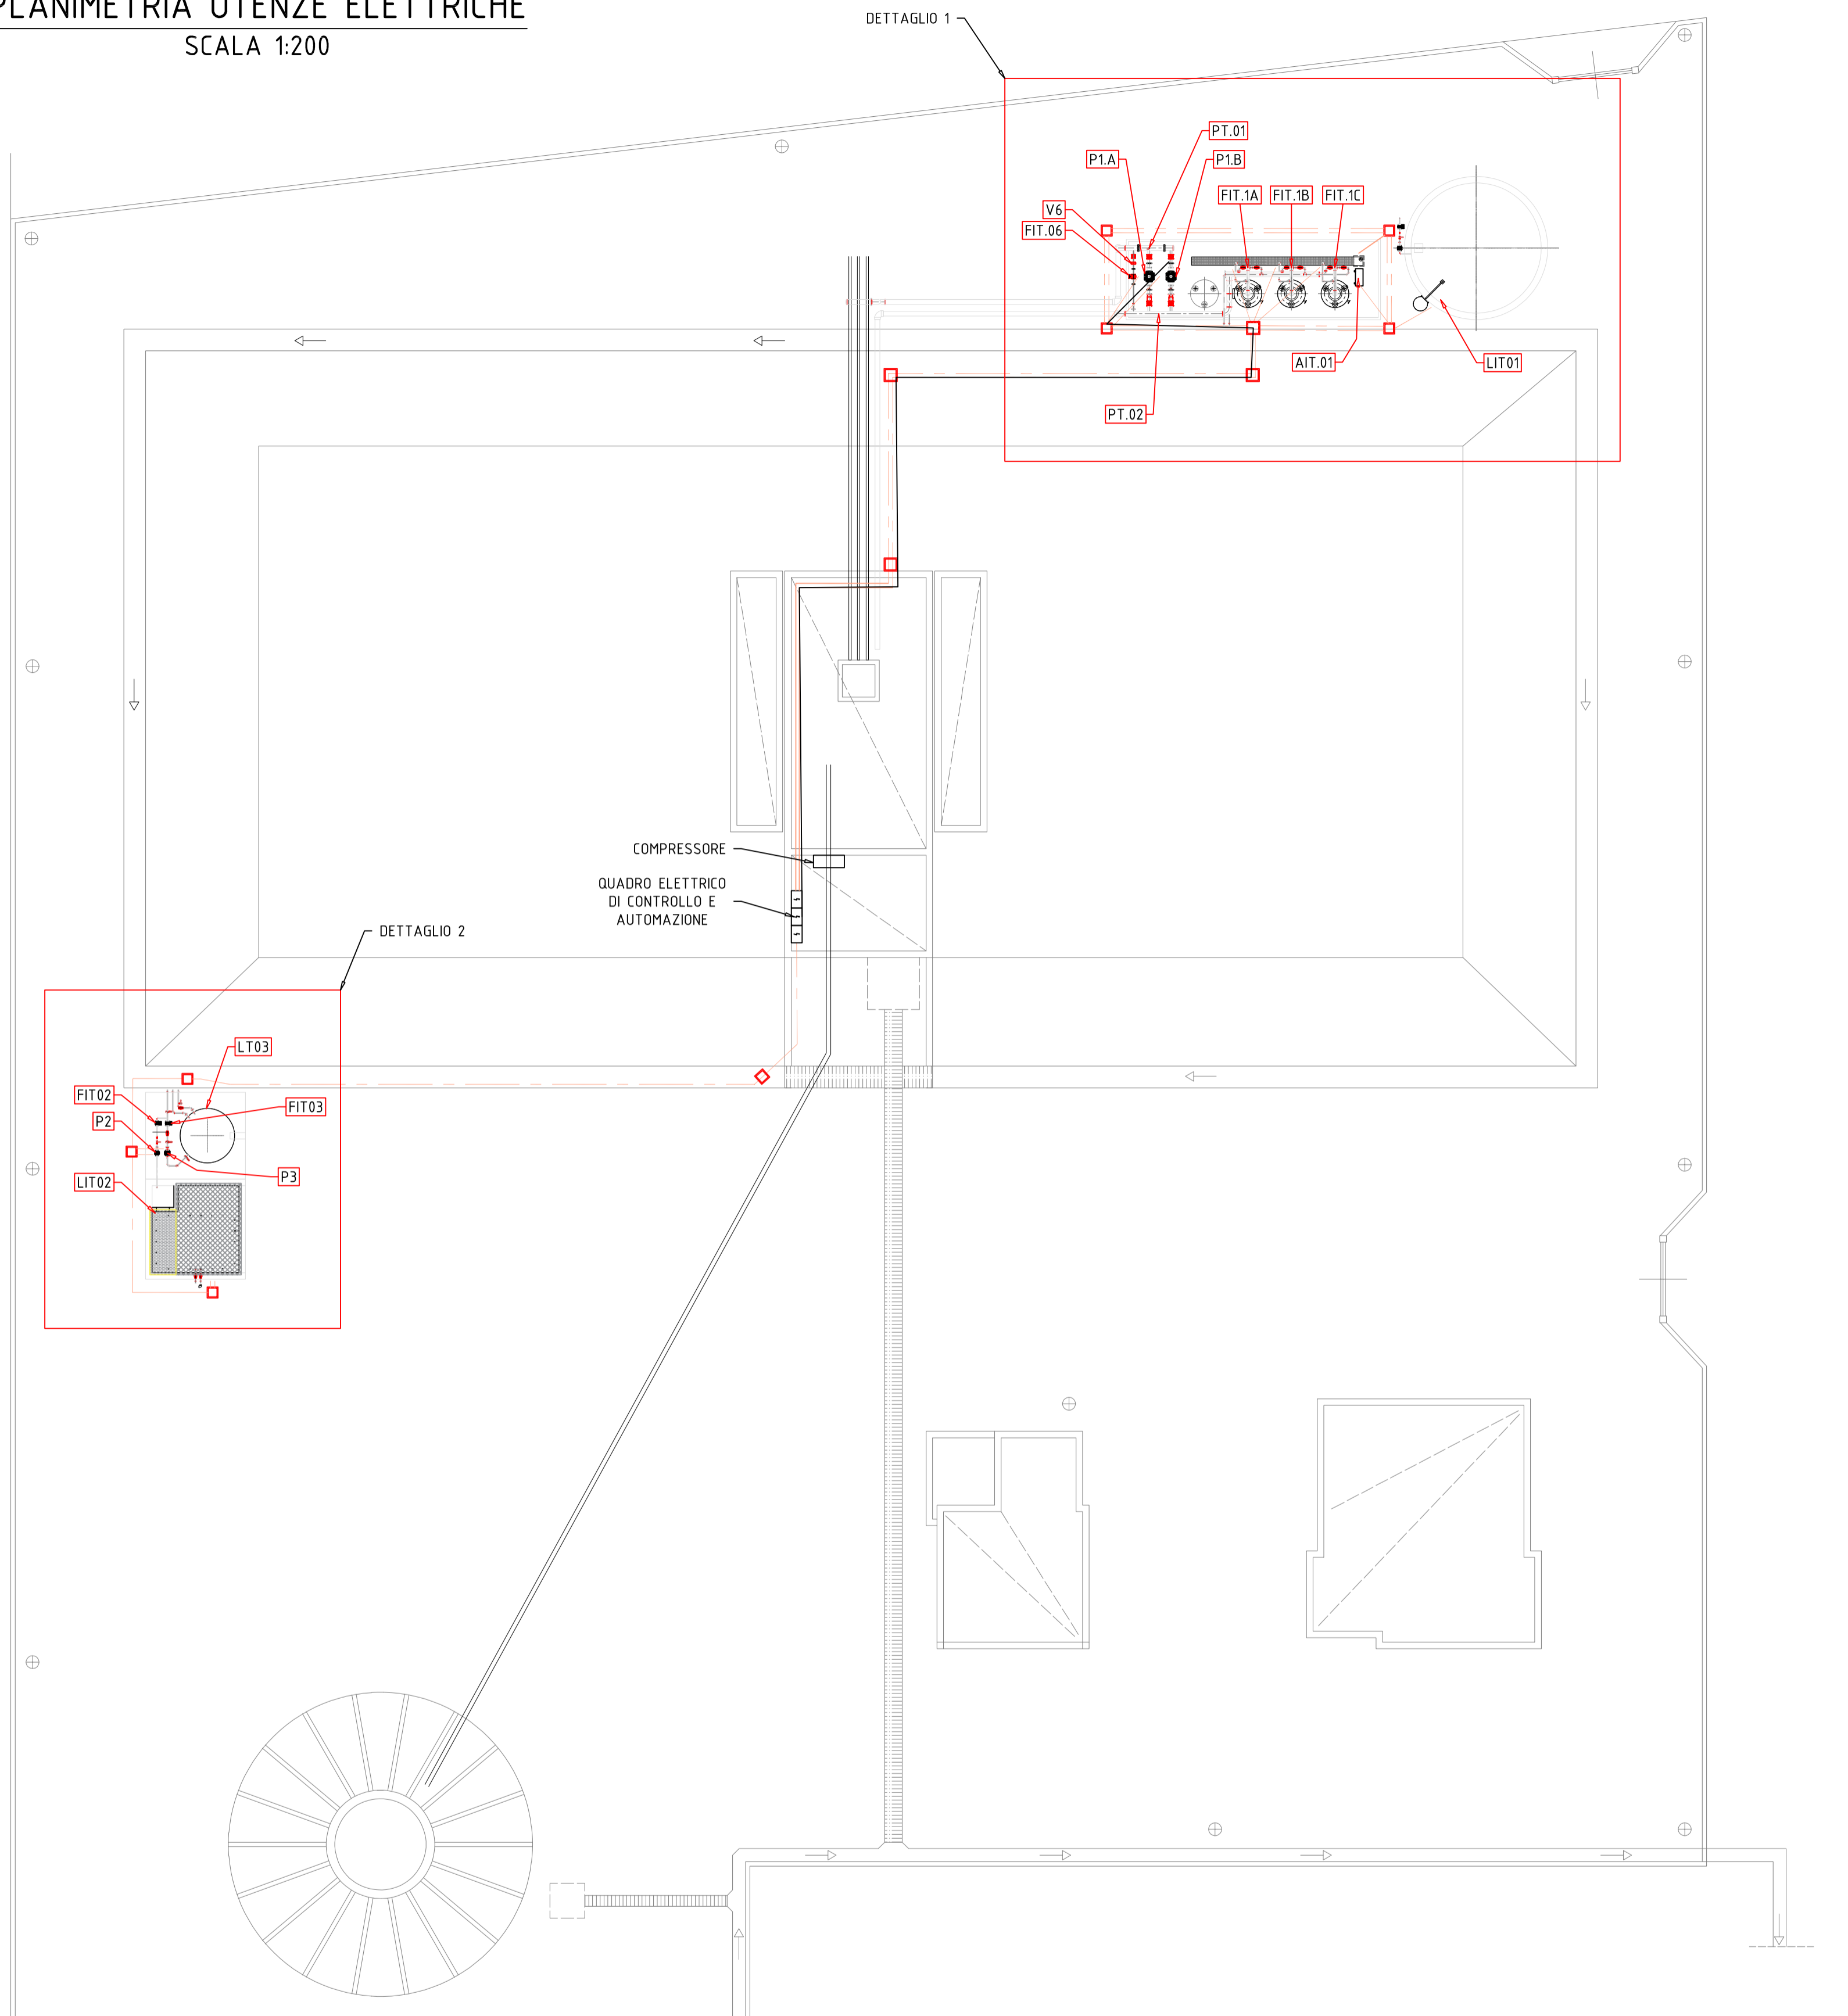 PLANIMETRIA UTENZE ELETTRICHE
SCALA 1:200
DETTAGLIO 1
PT.01
P1.A
P1.B
FIT.1A
FIT.1B
FIT.1C
V6
FIT.06
AIT.01
LIT01
PT.02
COMPRESSORE
QUADRO ELETTRICO
DI CONTROLLO E
AUTOMAZIONE
DETTAGLIO 2
LT03
FIT02
FIT03
P2
P3
LIT02